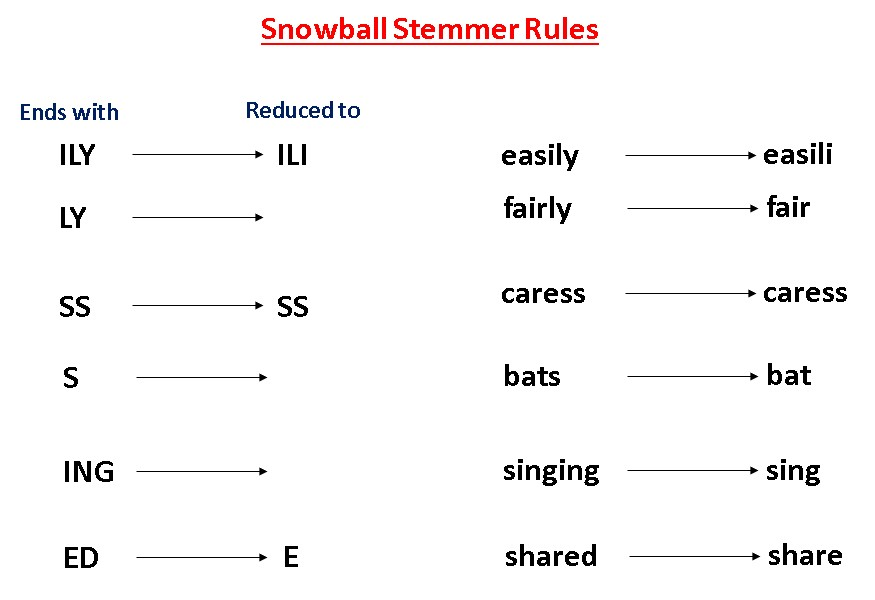 Snowball Stemmer Rules
Ends with Reduced to
ILY ILI easily easili
LY fairly fair
SS SS caress caress
S bats bat
ING singing sing
ED E shared share